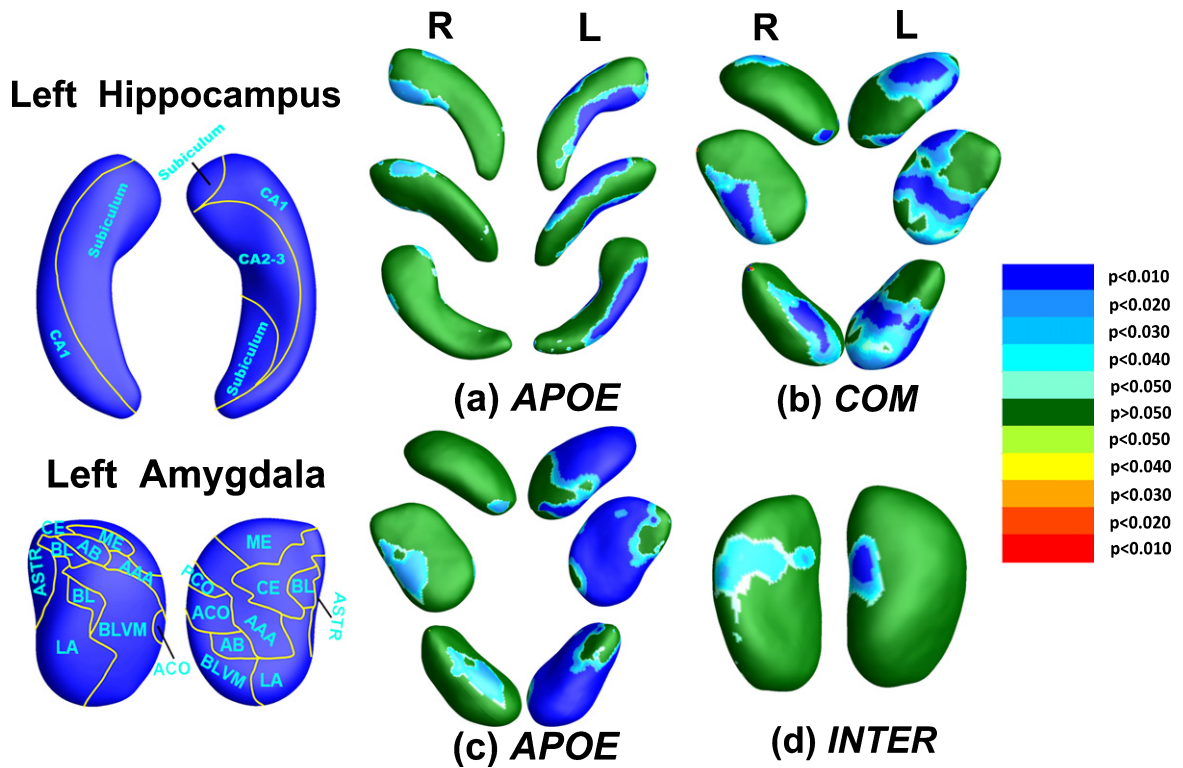 R L
R L
Left Hippocampus
Subiculum
Subiculum
CA1
CA1
CA2-3
Subiculum
(a) APOE
(b) COM
p<0.010
p<0.020
p<0.030
p<0.040
p<0.050
p>0.050
p<0.050
p<0.040
p<0.030
p<0.020
p<0.010
Left Amygdala
CE
ME
BL
AB
AAA
ASTR
BL
BLVM
LA
ACO
ME
PCO
CE
BL
ACO
AAA
ASTR
AB
BLVM
LA
(c) APOE
(d) INTER